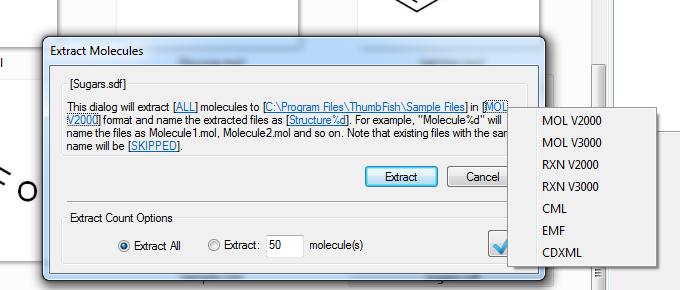 Extract Molecules
[Sugars.sdf]
This dialog will extract [ALL] molecules to [C:\Program Files\ThumbFish\Sample Files] in [MOL
V2000] format and name the extracted files as [Structure%d]. For example, "Molecule%d" will
name the files as Molecule1.mol, Molecule2.mol and so on. Note that existing files with the sam
name will be [SKIPPED].
Extract
Cancel
Extract Count Options
Extract All
Extract: 50 molecule(s)
MOL V2000
MOL V3000
RXN V2000
RXN V3000
CML
EMF
CDXML
O